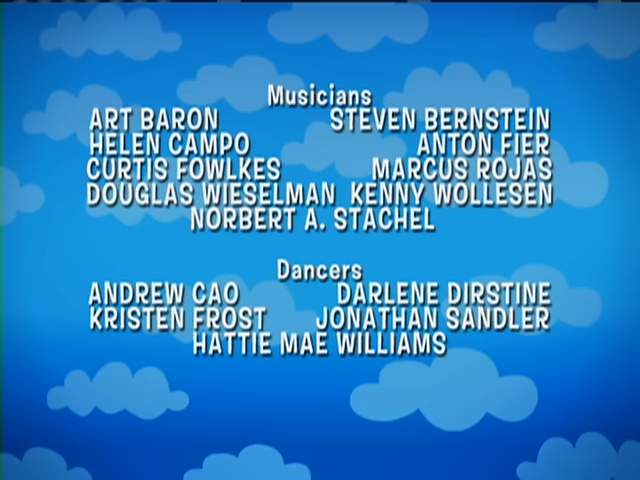 Musicians
ART BARON STEVEN BERNSTEIN
HELEN CAMPO ANTON FIER
CURTIS FOWLKES MARCUS ROJAS
DOUGLAS WIESELMAN KENNY WOLLESEN
NORBERT A. STACHEL
Dancers
ANDREW CAO DARLENE DIRSTINE
KRISTEN FROST JONATHAN SANDLER
HATTIE MAE WILLIAMS